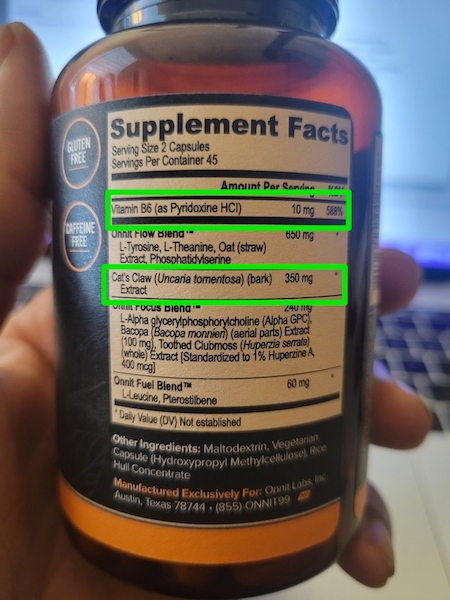 GLUTEN
FREE
CAFFEINE
FREE
Supplement Facts
Serving Size 2 Capsules
Servings Per Container 45
Amount Per Serving %DV
Vitamin B6 (as Pyridoxine HCl) 10 mg 588%
Onnit Flow Blend™ 650 mg *
L-Tyrosine, L-Theanine, Oat (straw)
Extract, Phosphatidylserine
Cat's Claw (Uncaria tomentosa) (bark) 350 mg *
Extract
Onnit Focus Blend™ 240 mg *
L-Alpha glycerylphosphorylcholine (Alpha GPC),
Bacopa (Bacopa monnieri) (aerial parts) Extract
(100 mg), Toothed Clubmoss (Huperzia serrata)
(whole) Extract [Standardized to 1% Huperzine A,
400 mcg]
Onnit Fuel Blend™ 60 mg *
L-Leucine, Pterostilbene
* Daily Value (DV) Not established
Other Ingredients: Maltodextrin, Vegetarian
Capsule (Hydroxypropyl Methylcellulose), Rice
Hull Concentrate
Manufactured Exclusively For: Onnit Labs, Inc.
Austin, Texas 78744 • (855)-ONNIT99